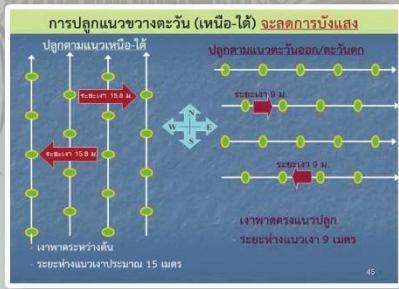 การปลูกแนวขวางตะวัน (เหนือ-ใต้) จะลดการบังแสง
ปลูกตามแนวเหนือ-ใต้
ปลูกตามแนวตะวันออก/ตะวันตก
ระยะเงา 15.8 ม
ระยะเงา 9 ม.
N
W E
S
ระยะเงา 15.8 ม
ระยะเงา 9 ม.
- เงาพาดระหว่างต้น
- ระยะห่างแนวเงาประมาณ 15 เมตร
เงาพาดตรงแนวปลูก
- ระยะห่างแนวเงา 9 เมตร
45